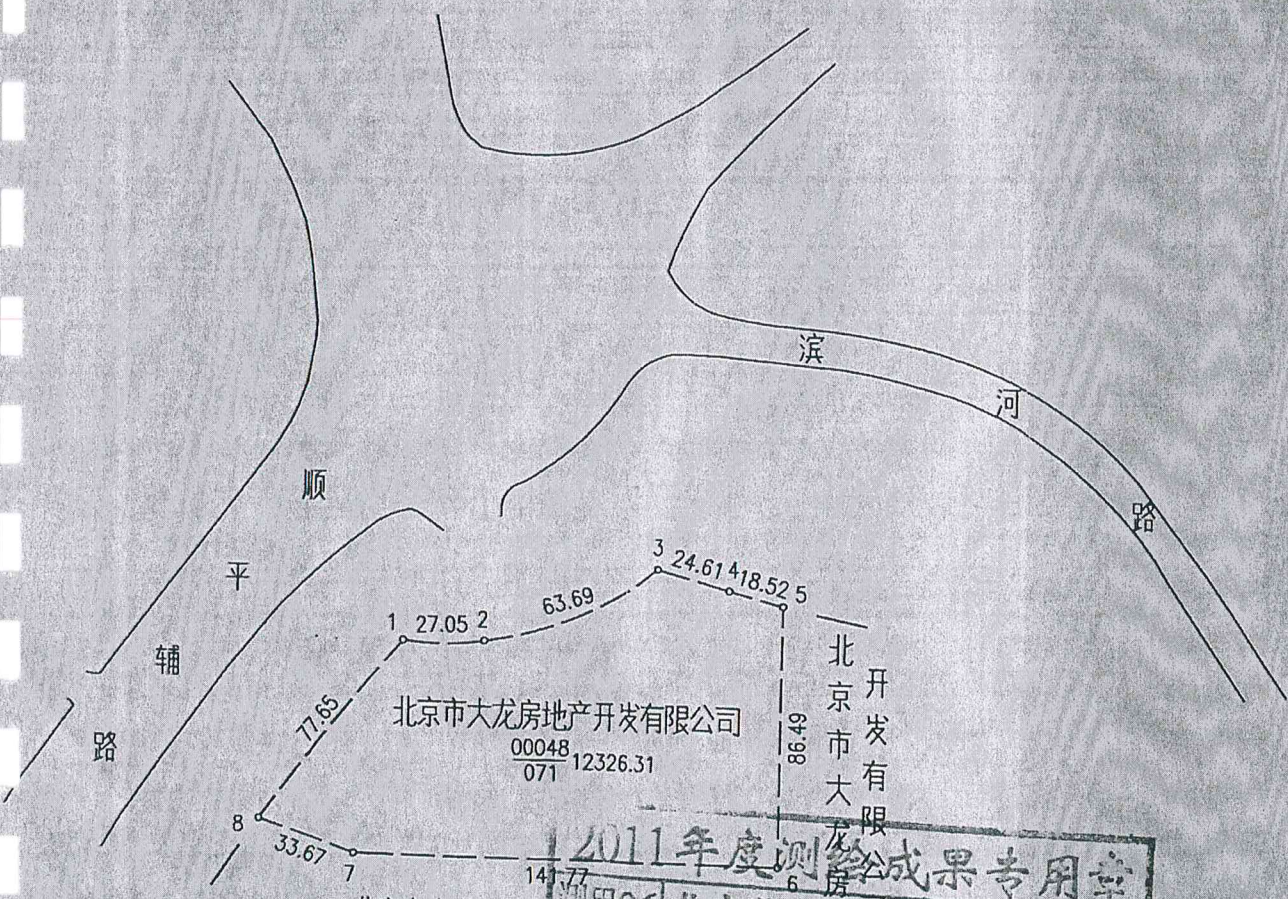 滨
河
路
顺
平
辅
路
3
24.61
4
18.52
5
63.69
1
27.05
2
77.65
北京市大龙房地产开发有限公司
00048
071
12326.31
86.49
北京市大龙房
开发有限公
8
33.67
7
141.77
6
2011年度测绘成果专用章